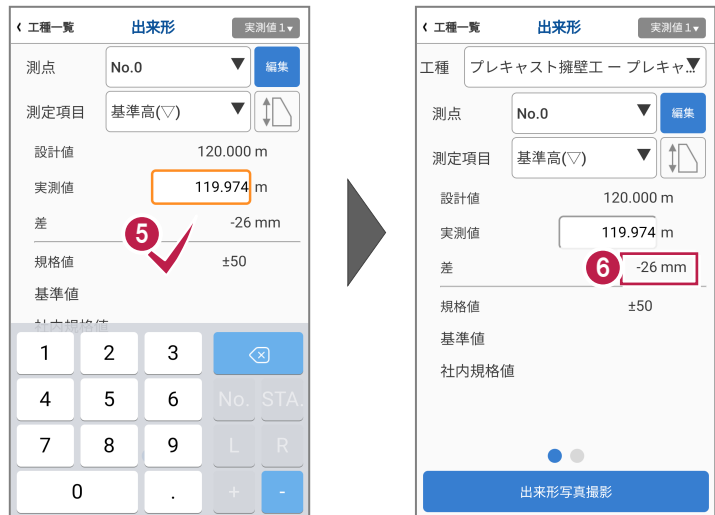 ‹ 工種一覧 出来形 実測値1▾
測点 No.0 ▼ 編集
測定項目 基準高(▽) ▼
設計値 120.000 m
実測値 119.974 m
差 -26 mm
5
規格値 ±50
基準値
社内規格値
1 2 3
4 5 6 No. STA.
7 8 9 L R
0 . + -
‹ 工種一覧 出来形 実測値1▾
工種 プレキャスト擁壁工 ー プレキャ... ▼
測点 No.0 ▼ 編集
測定項目 基準高(▽) ▼
設計値 120.000 m
実測値 119.974 m
差 6 -26 mm
規格値 ±50
基準値
社内規格値
出来形写真撮影